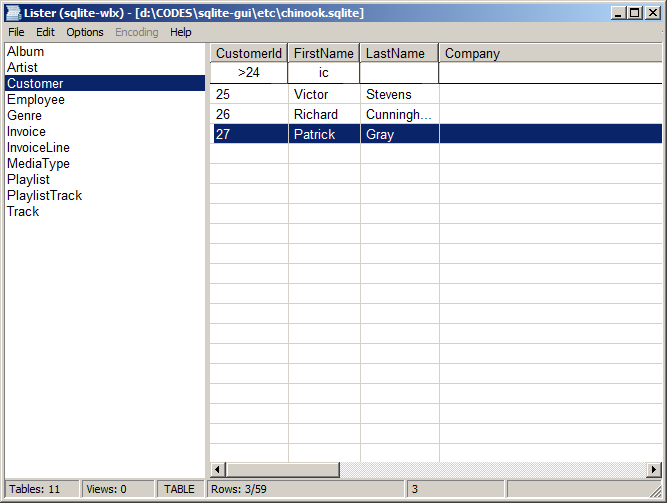 Lister (sqlite-wlx) - [d:\CODES\sqlite-gui\etc\chinook.sqlite]
File Edit Options Encoding Help
Album
Artist
Customer
Employee
Genre
Invoice
InvoiceLine
MediaType
Playlist
PlaylistTrack
Track
CustomerId FirstName LastName Company
>24 ic
25 Victor Stevens
26 Richard Cunningh...
27 Patrick Gray
Tables: 11 Views: 0 TABLE Rows: 3/59 3